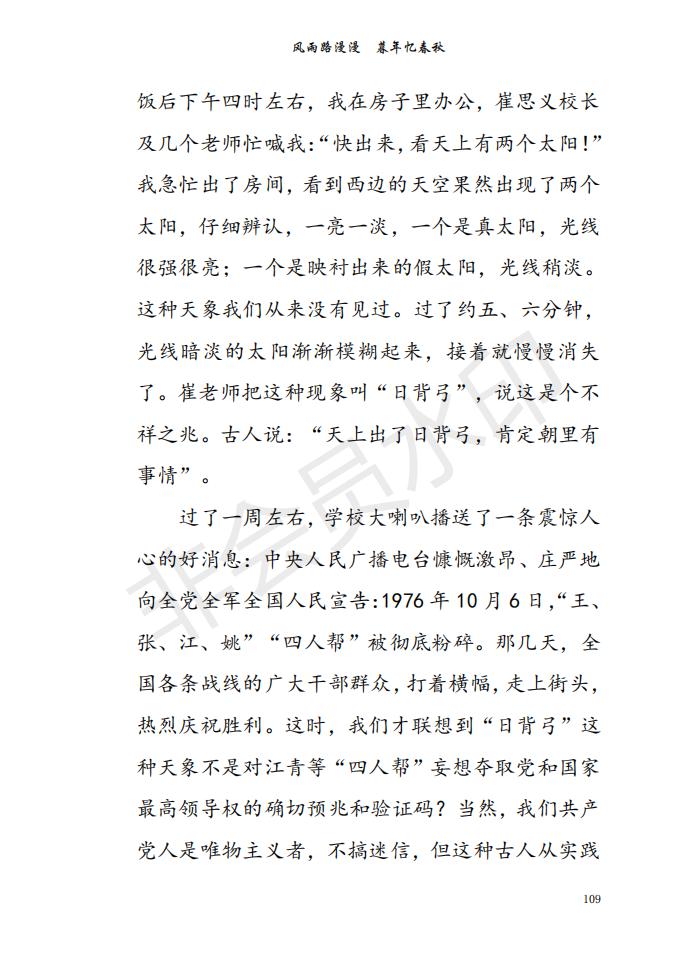 风雨路漫漫　暮年忆春秋
饭后下午四时左右，我在房子里办公，崔思义校长
及几个老师忙喊我：“快出来，看天上有两个太阳！”
我急忙出了房间，看到西边的天空果然出现了两个
太阳，仔细辨认，一亮一淡，一个是真太阳，光线
很强很亮；一个是映衬出来的假太阳，光线稍淡。
这种天象我们从来没有见过。过了约五、六分钟，
光线暗淡的太阳渐渐模糊起来，接着就慢慢消失
了。崔老师把这种现象叫“日背弓”，说这是个不
祥之兆。古人说：“天上出了日背弓，肯定朝里有
事情”。
过了一周左右，学校大喇叭播送了一条震惊人
心的好消息：中央人民广播电台慷慨激昂、庄严地
向全党全军全国人民宣告：1976 年 10 月 6 日，“王、
张、江、姚”“四人帮”被彻底粉碎。那几天，全
国各条战线的广大干部群众，打着横幅，走上街头，
热烈庆祝胜利。这时，我们才联想到“日背弓”这
种天象不是对江青等“四人帮”妄想夺取党和国家
最高领导权的确切预兆和验证码？当然，我们共产
党人是唯物主义者，不搞迷信，但这种古人从实践
109
非会员水印